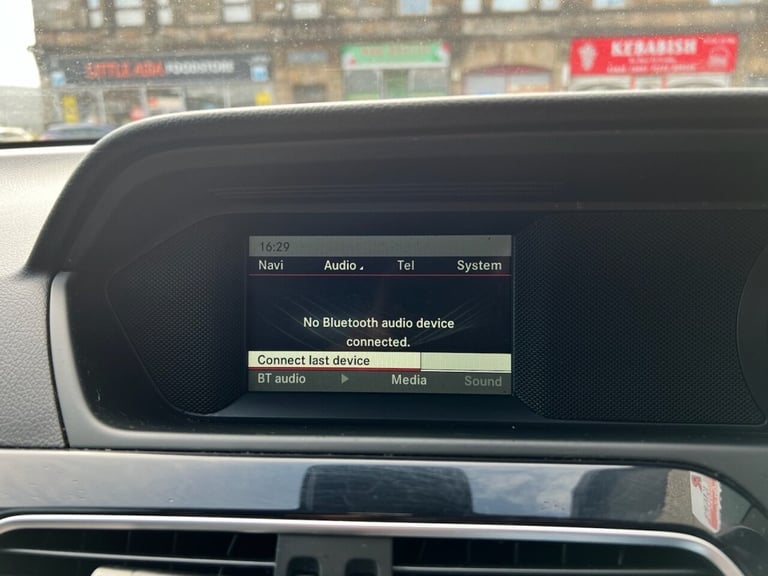 LITTLE ASIA FOODSTORE
KEBABISH
16:29
Navi Audio Tel System
No Bluetooth audio device
connected.
Connect last device
BT audio Media Sound